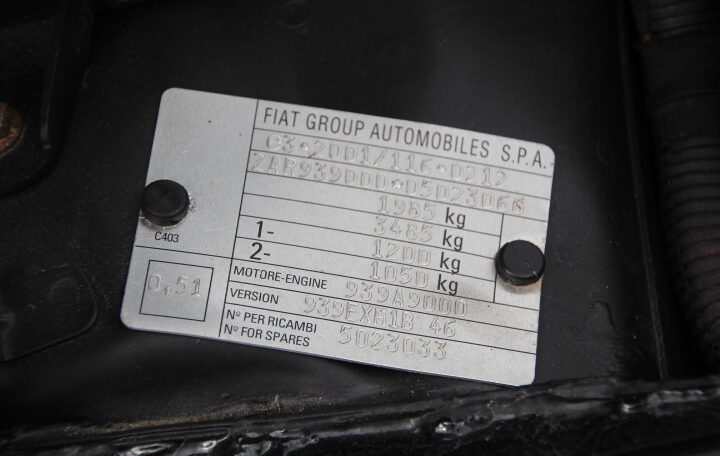 FIAT GROUP AUTOMOBILES S.P.A.
e3*2001/116*0212
ZAR939000*05023066
1985 kg
3485 kg
1- 1200 kg
2- 1050 kg
C403
0,51
MOTORE-ENGINE 939A9000
VERSION 939EXM1B 46
Nº PER RICAMBI
Nº FOR SPARES 5023033